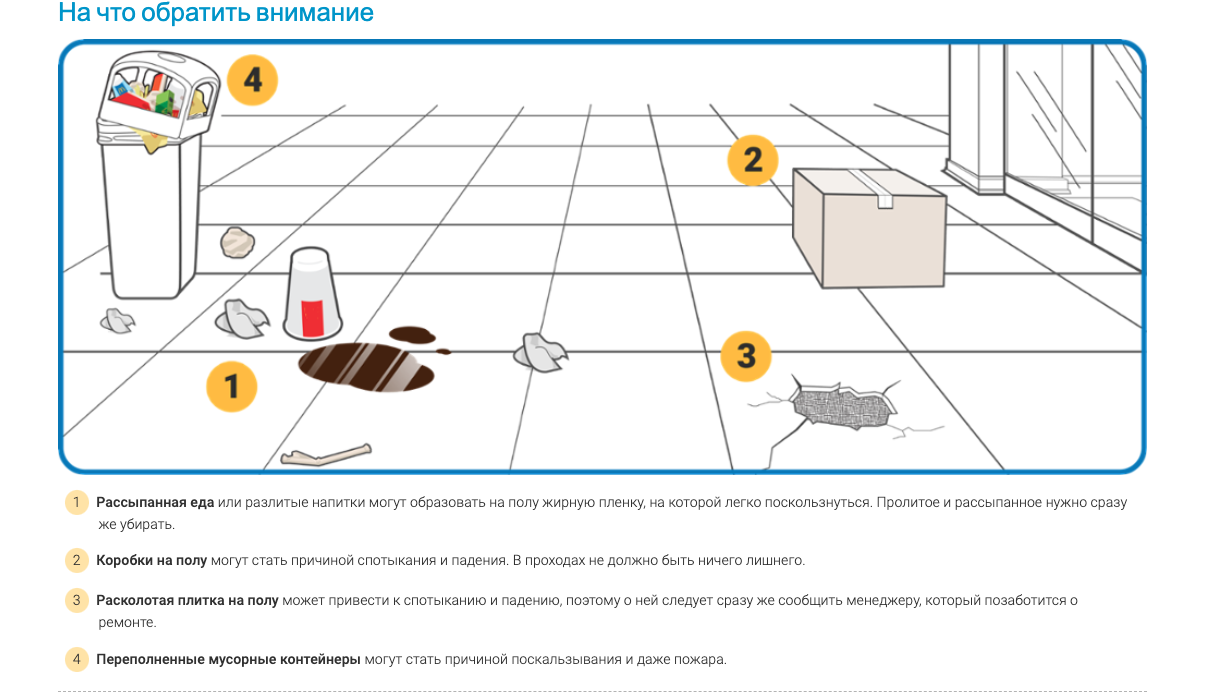 На что обратить внимание
4
2
3
1
1 Рассыпанная еда или разлитые напитки могут образовать на полу жирную пленку, на которой легко поскользнуться. Пролитое и рассыпанное нужно сразу
же убирать.
2 Коробки на полу могут стать причиной спотыкания и падения. В проходах не должно быть ничего лишнего.
3 Расколотая плитка на полу может привести к спотыканию и падению, поэтому о ней следует сразу же сообщить менеджеру, который позаботится о
ремонте.
4 Переполненные мусорные контейнеры могут стать причиной поскальзывания и даже пожара.